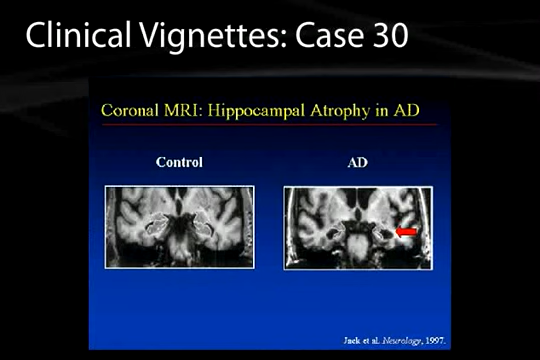 Clinical Vignettes: Case 30
Coronal MRI: Hippocampal Atrophy in AD
Control
AD
Jack et al. Neurology, 1997.